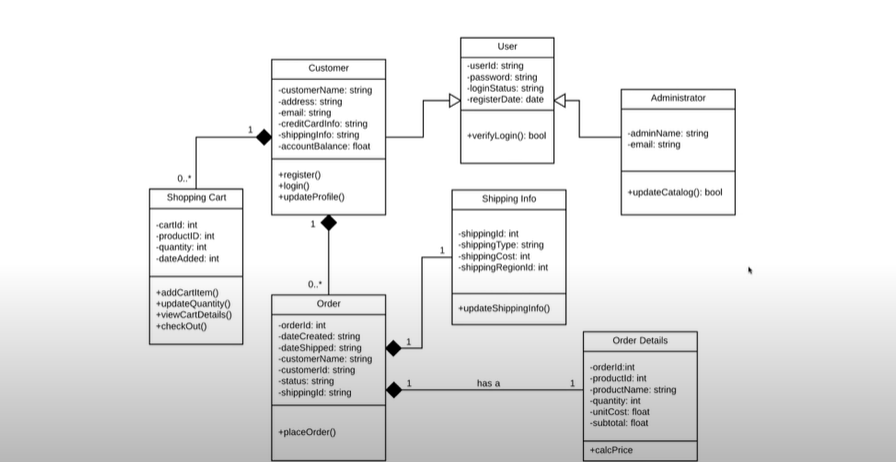 User
-userId: string
-password: string
-loginStatus: string
-registerDate: date
+verifyLogin(): bool
Customer
-customerName: string
-address: string
-email: string
-creditCardInfo: string
-shippingInfo: string
-accountBalance: float
+register()
+login()
+updateProfile()
Administrator
-adminName: string
-email: string
+updateCatalog(): bool
1
0..*
Shopping Cart
-cartId: int
-productID: int
-quantity: int
-dateAdded: int
+addCartItem()
+updateQuantity()
+viewCartDetails()
+checkOut()
Shipping Info
-shippingId: int
-shippingType: string
-shippingCost: int
-shippingRegionId: int
+updateShippingInfo()
1
0..*
1
1
Order
-orderId: int
-dateCreated: string
-dateShipped: string
-customerName: string
-customerId: string
-status: string
-shippingId: string
+placeOrder()
1
has a
1
Order Details
-orderId:int
-productId: int
-productName: string
-quantity: int
-unitCost: float
-subtotal: float
+calcPrice